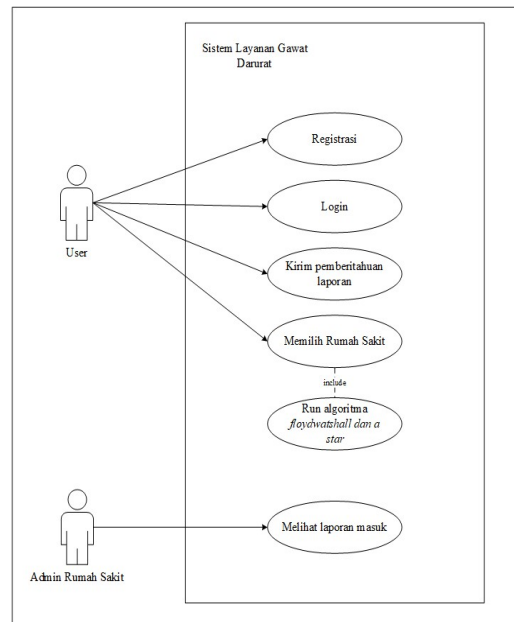 Sistem Layanan Gawat
Darurat
Registrasi
Login
User
Kirim pemberitahuan
laporan
Memilih Rumah Sakit
include
Run algoritma
floydwatshall dan a
star
Melihat laporan masuk
Admin Rumah Sakit